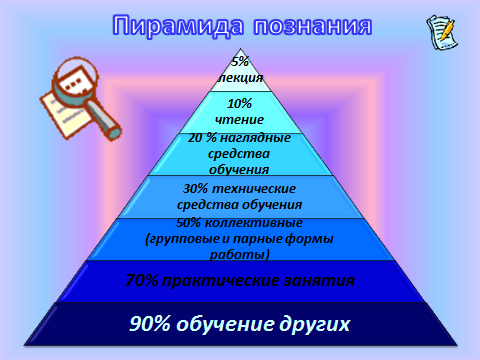 Пирамида познания
5%
лекция
10%
чтение
20 % наглядные
средства
обучения
30% технические
средства обучения
50% коллективные
(групповые и парные формы
работы)
70% практические занятия
90% обучение других